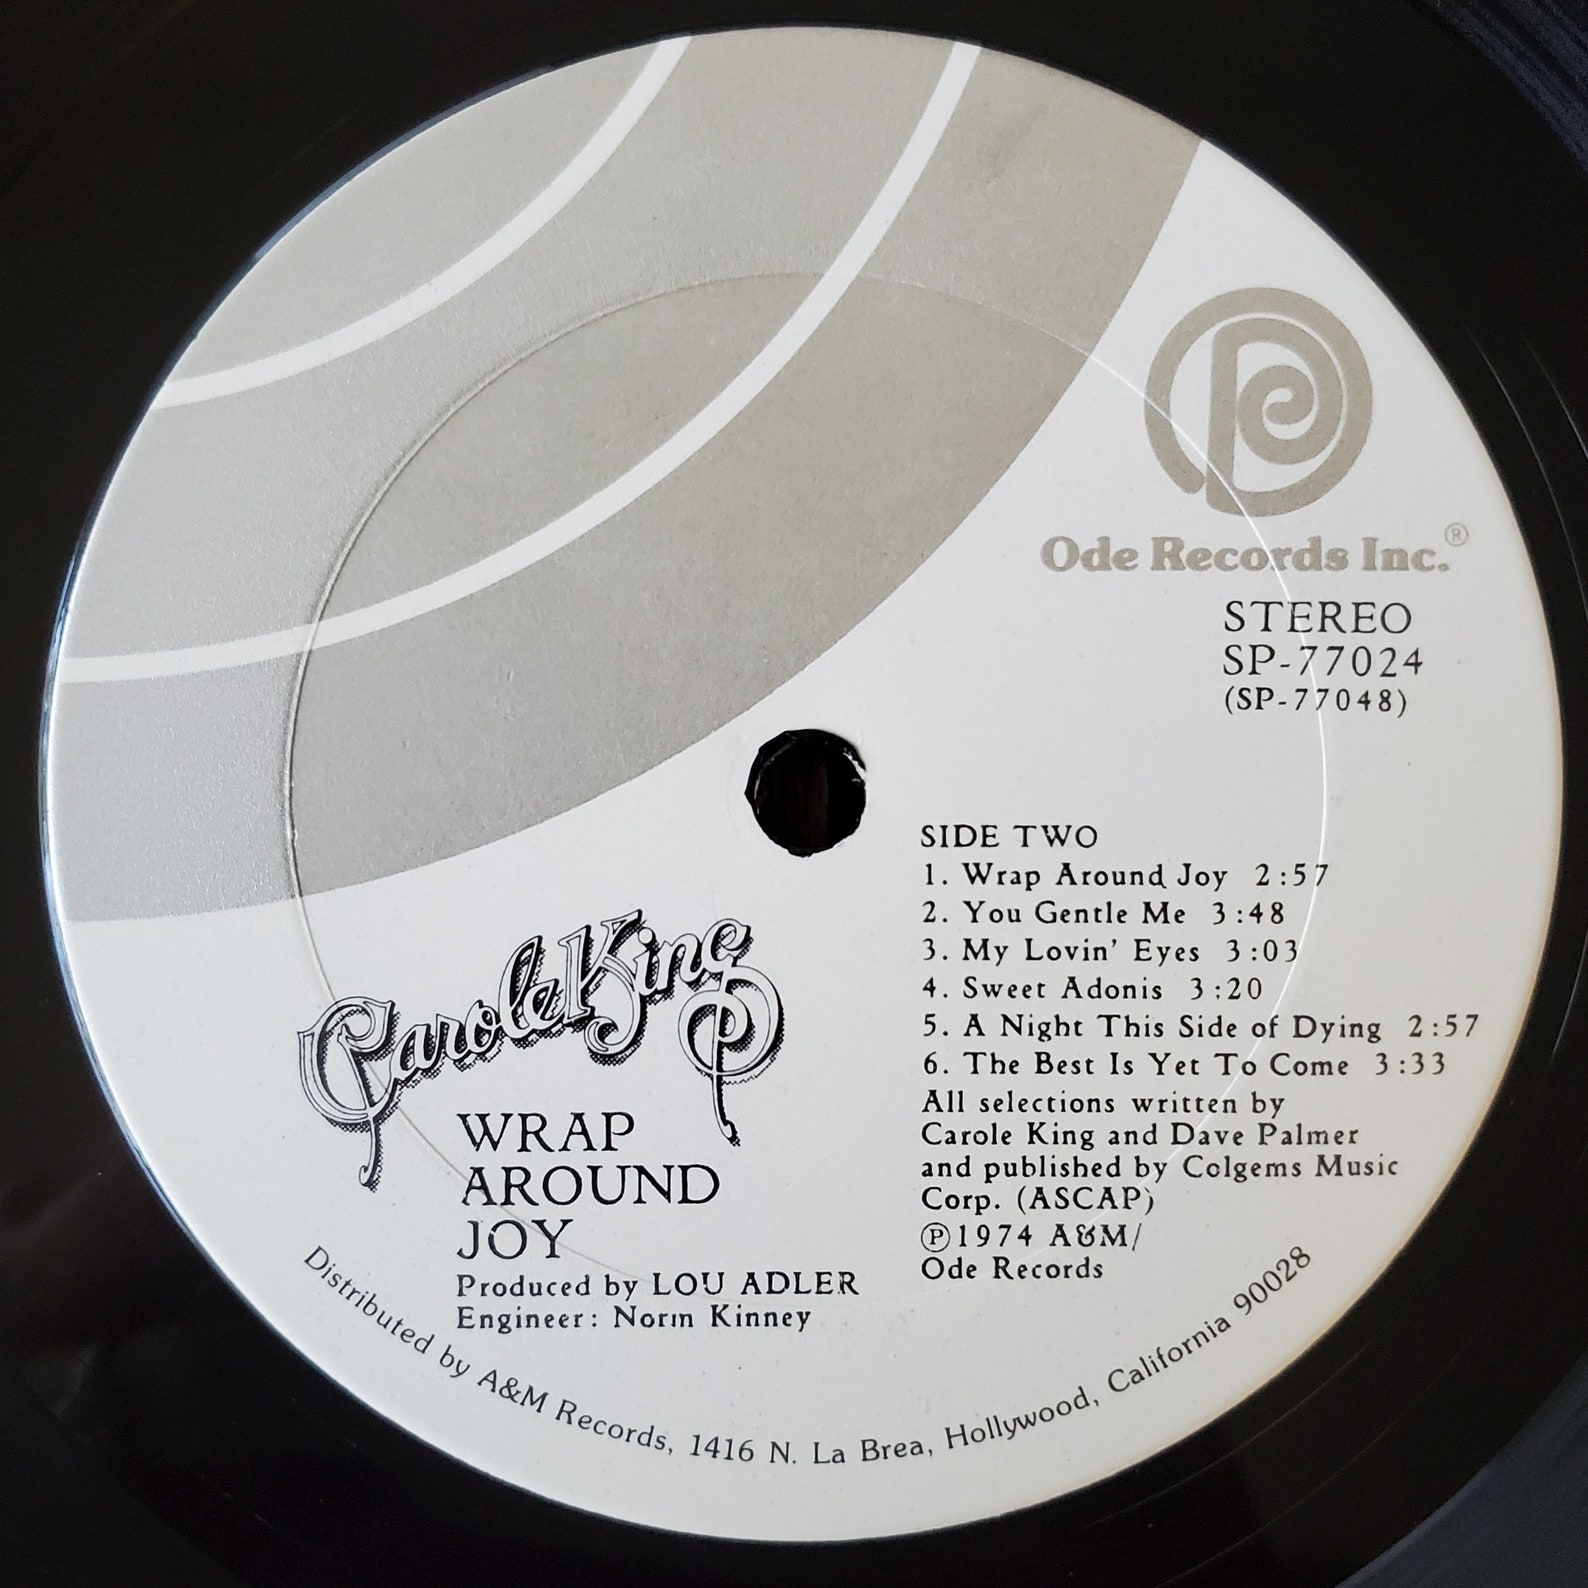 Ode Records Inc.®
STEREO
SP-77024
(SP-77048)
SIDE TWO
1. Wrap Around Joy 2:57
2. You Gentle Me 3:48
3. My Lovin' Eyes 3:03
4. Sweet Adonis 3:20
5. A Night This Side of Dying 2:57
6. The Best Is Yet To Come 3:33
All selections written by
Carole King and Dave Palmer
and published by Colgems Music
Corp. (ASCAP)
℗1974 A&M/
Ode Records
Carole King
WRAP
AROUND
JOY
Produced by LOU ADLER
Engineer: Norm Kinney
Distributed by A&M Records, 1416 N. La Brea, Hollywood, California 90028